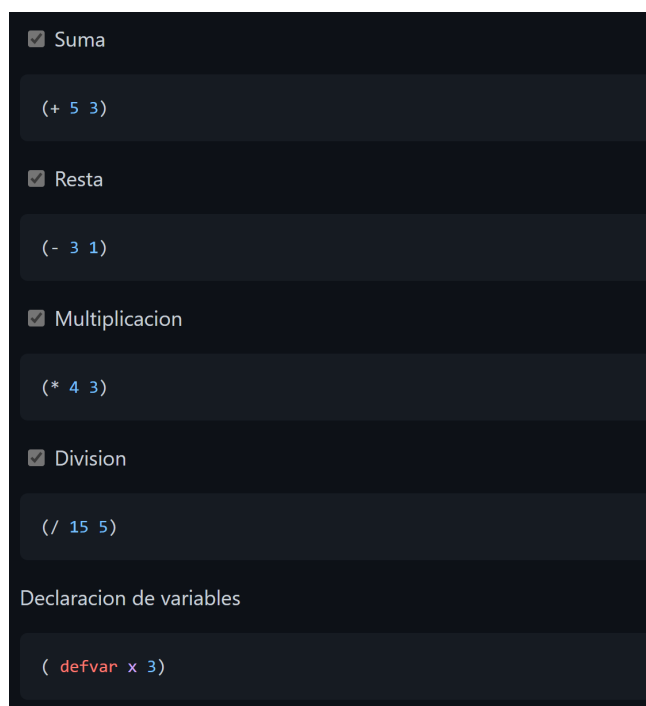 Suma
(+ 5 3)
Resta
(- 3 1)
Multiplicacion
(* 4 3)
Division
(/ 15 5)
Declaracion de variables
( defvar x 3)